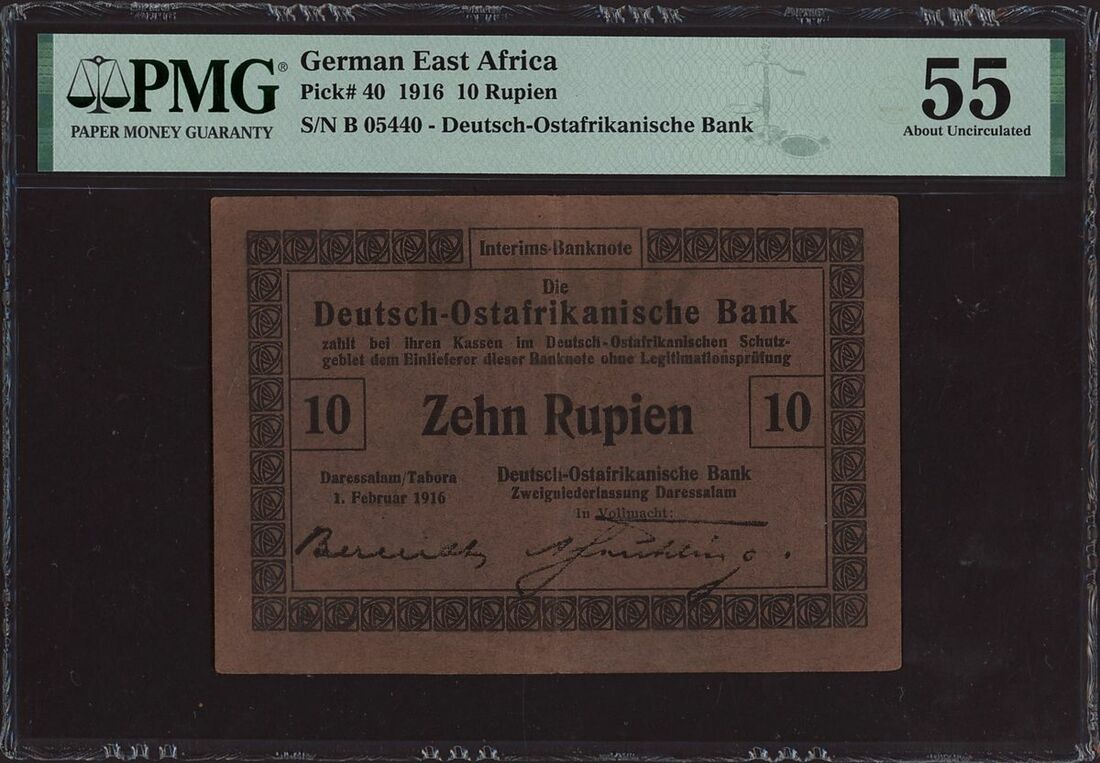 PMG®
PAPER MONEY GUARANTY
German East Africa
Pick# 40 1916 10 Rupien
S/N B 05440 - Deutsch-Ostafrikanische Bank
55
About Uncirculated
Interims-Banknote
Die
Deutsch-Ostafrikanische Bank
zahlt bei ihren Kassen im Deutsch-Ostafrikanischen Schutz-
gebiet dem Einlieferer dieser Banknote ohne Legitimationsprüfung
10 Zehn Rupien 10
Daressalam/Tabora
1. Februar 1916
Deutsch-Ostafrikanische Bank
Zweigniederlassung Daressalam
In Vollmacht: